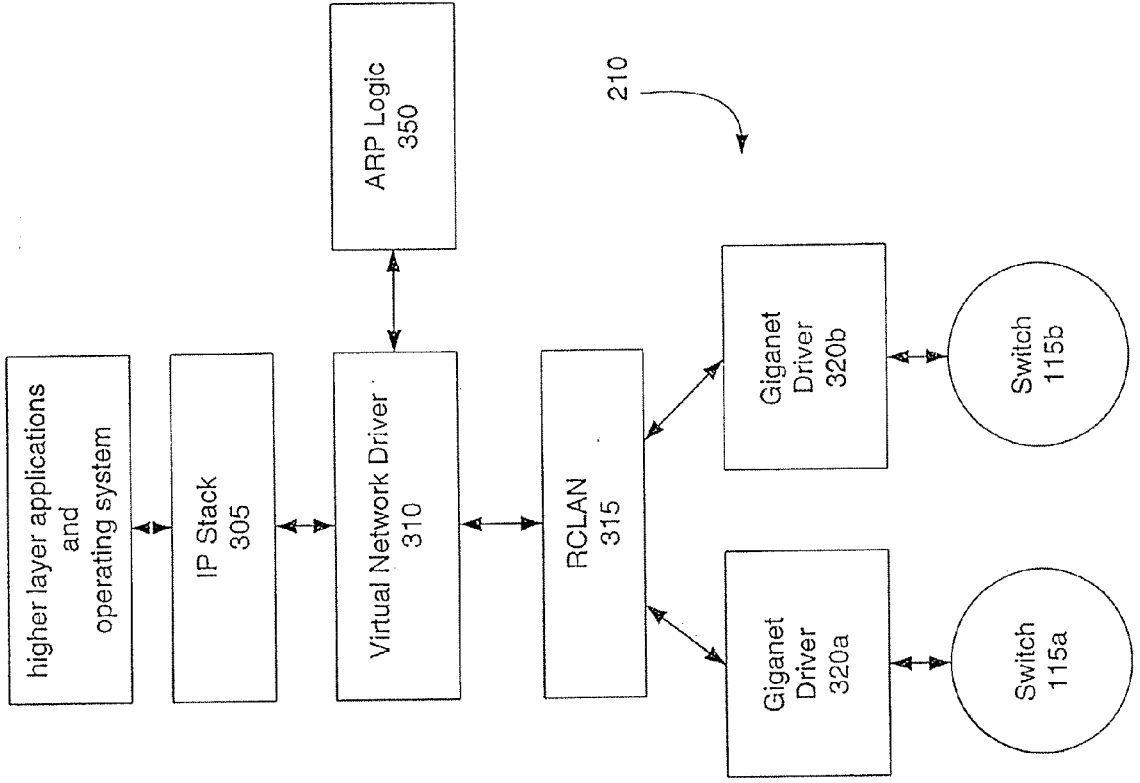 higher layer applications
and
operating system
IP Stack
305
Virtual Network Driver
310
ARP Logic
350
RCLAN
315
210
Giganet
Driver
320a
Giganet
Driver
320b
Switch
115a
Switch
115b